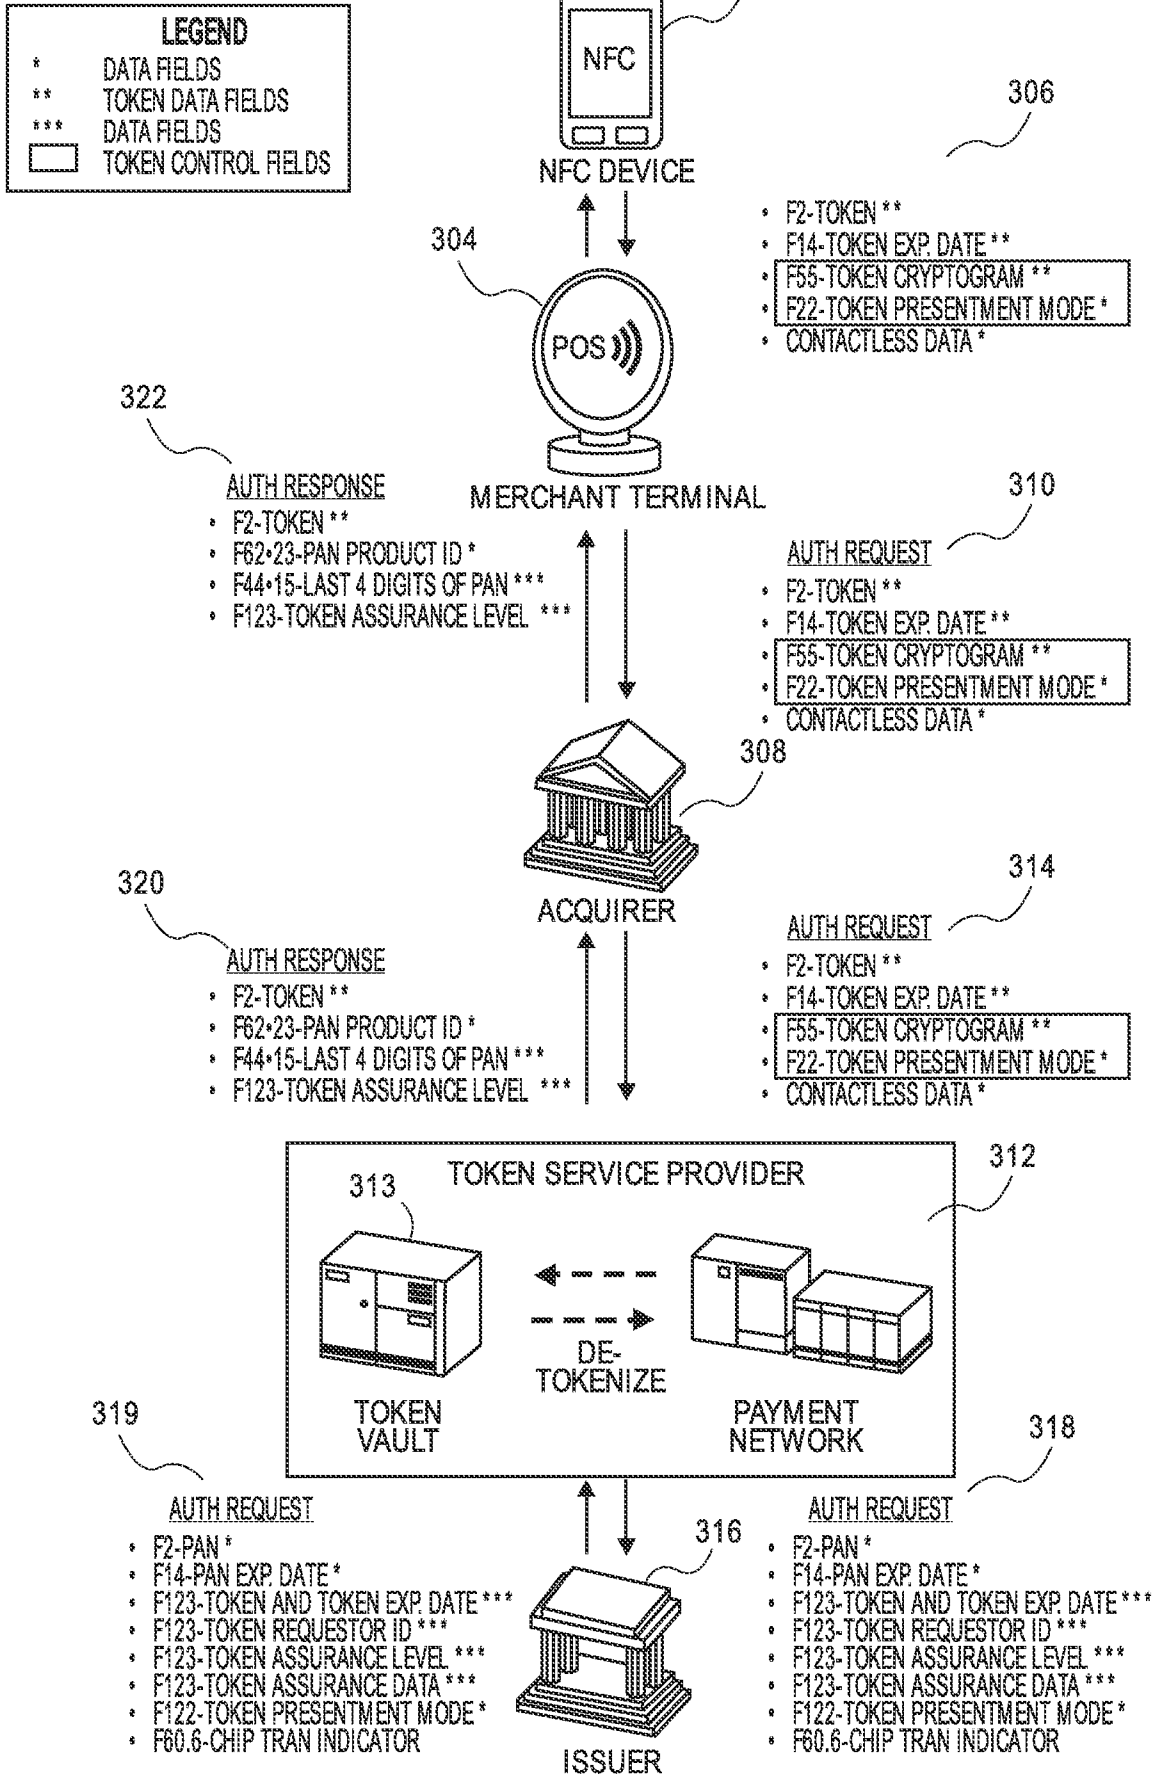 LEGEND
* DATA FIELDS
** TOKEN DATA FIELDS
*** DATA FIELDS
TOKEN CONTROL FIELDS
NFC
NFC DEVICE
306
• F2-TOKEN **
• F14-TOKEN EXP. DATE **
• F55-TOKEN CRYPTOGRAM **
• F22-TOKEN PRESENTMENT MODE *
• CONTACTLESS DATA *
304
POS
MERCHANT TERMINAL
322
AUTH RESPONSE
• F2-TOKEN **
• F62•23-PAN PRODUCT ID *
• F44•15-LAST 4 DIGITS OF PAN ***
• F123-TOKEN ASSURANCE LEVEL ***
310
AUTH REQUEST
• F2-TOKEN **
• F14-TOKEN EXP. DATE **
• F55-TOKEN CRYPTOGRAM **
• F22-TOKEN PRESENTMENT MODE *
• CONTACTLESS DATA *
308
ACQUIRER
320
AUTH RESPONSE
• F2-TOKEN **
• F62•23-PAN PRODUCT ID *
• F44•15-LAST 4 DIGITS OF PAN ***
• F123-TOKEN ASSURANCE LEVEL ***
314
AUTH REQUEST
• F2-TOKEN **
• F14-TOKEN EXP. DATE **
• F55-TOKEN CRYPTOGRAM **
• F22-TOKEN PRESENTMENT MODE *
• CONTACTLESS DATA *
312
TOKEN SERVICE PROVIDER
313
DE-
TOKENIZE
TOKEN
VAULT
PAYMENT
NETWORK
319
AUTH REQUEST
• F2-PAN *
• F14-PAN EXP. DATE *
• F123-TOKEN AND TOKEN EXP. DATE ***
• F123-TOKEN REQUESTOR ID ***
• F123-TOKEN ASSURANCE LEVEL ***
• F123-TOKEN ASSURANCE DATA ***
• F122-TOKEN PRESENTMENT MODE *
• F60.6-CHIP TRAN INDICATOR
316
ISSUER
318
AUTH REQUEST
• F2-PAN *
• F14-PAN EXP. DATE *
• F123-TOKEN AND TOKEN EXP. DATE ***
• F123-TOKEN REQUESTOR ID ***
• F123-TOKEN ASSURANCE LEVEL ***
• F123-TOKEN ASSURANCE DATA ***
• F122-TOKEN PRESENTMENT MODE *
• F60.6-CHIP TRAN INDICATOR